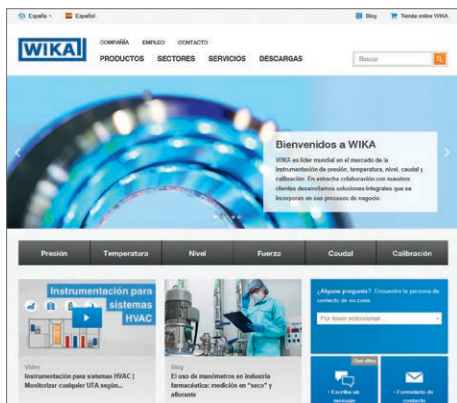 España
Español
Blog
Tienda online WIKA
WIKA
COMPAÑÍA EMPLEO CONTACTO
PRODUCTOS SECTORES SERVICIOS DESCARGAS
Buscar
Bienvenidos a WIKA
WIKA es líder mundial en el mercado de la
instrumentación de presión, temperatura, nivel, caudal y
calibración. En estrecha colaboración con nuestros
clientes desarrollamos soluciones integrales que se
incorporan en sus procesos de negocio.
Presión Temperatura Nivel Fuerza Caudal Calibración
Instrumentación para
sistemas
HVAC
Vídeo
Instrumentación para sistemas HVAC |
Monitorizar cualquier UTA según...
Blog
El uso de manómetros en industria
farmacéutica: medición en "seco" y
aflorante
¿Alguna pregunta? Encuentre la persona de
contacto de su zona.
Por favor seleccionar ...
Chat offline
Escriba un
mensaje
Formulario de
contacto